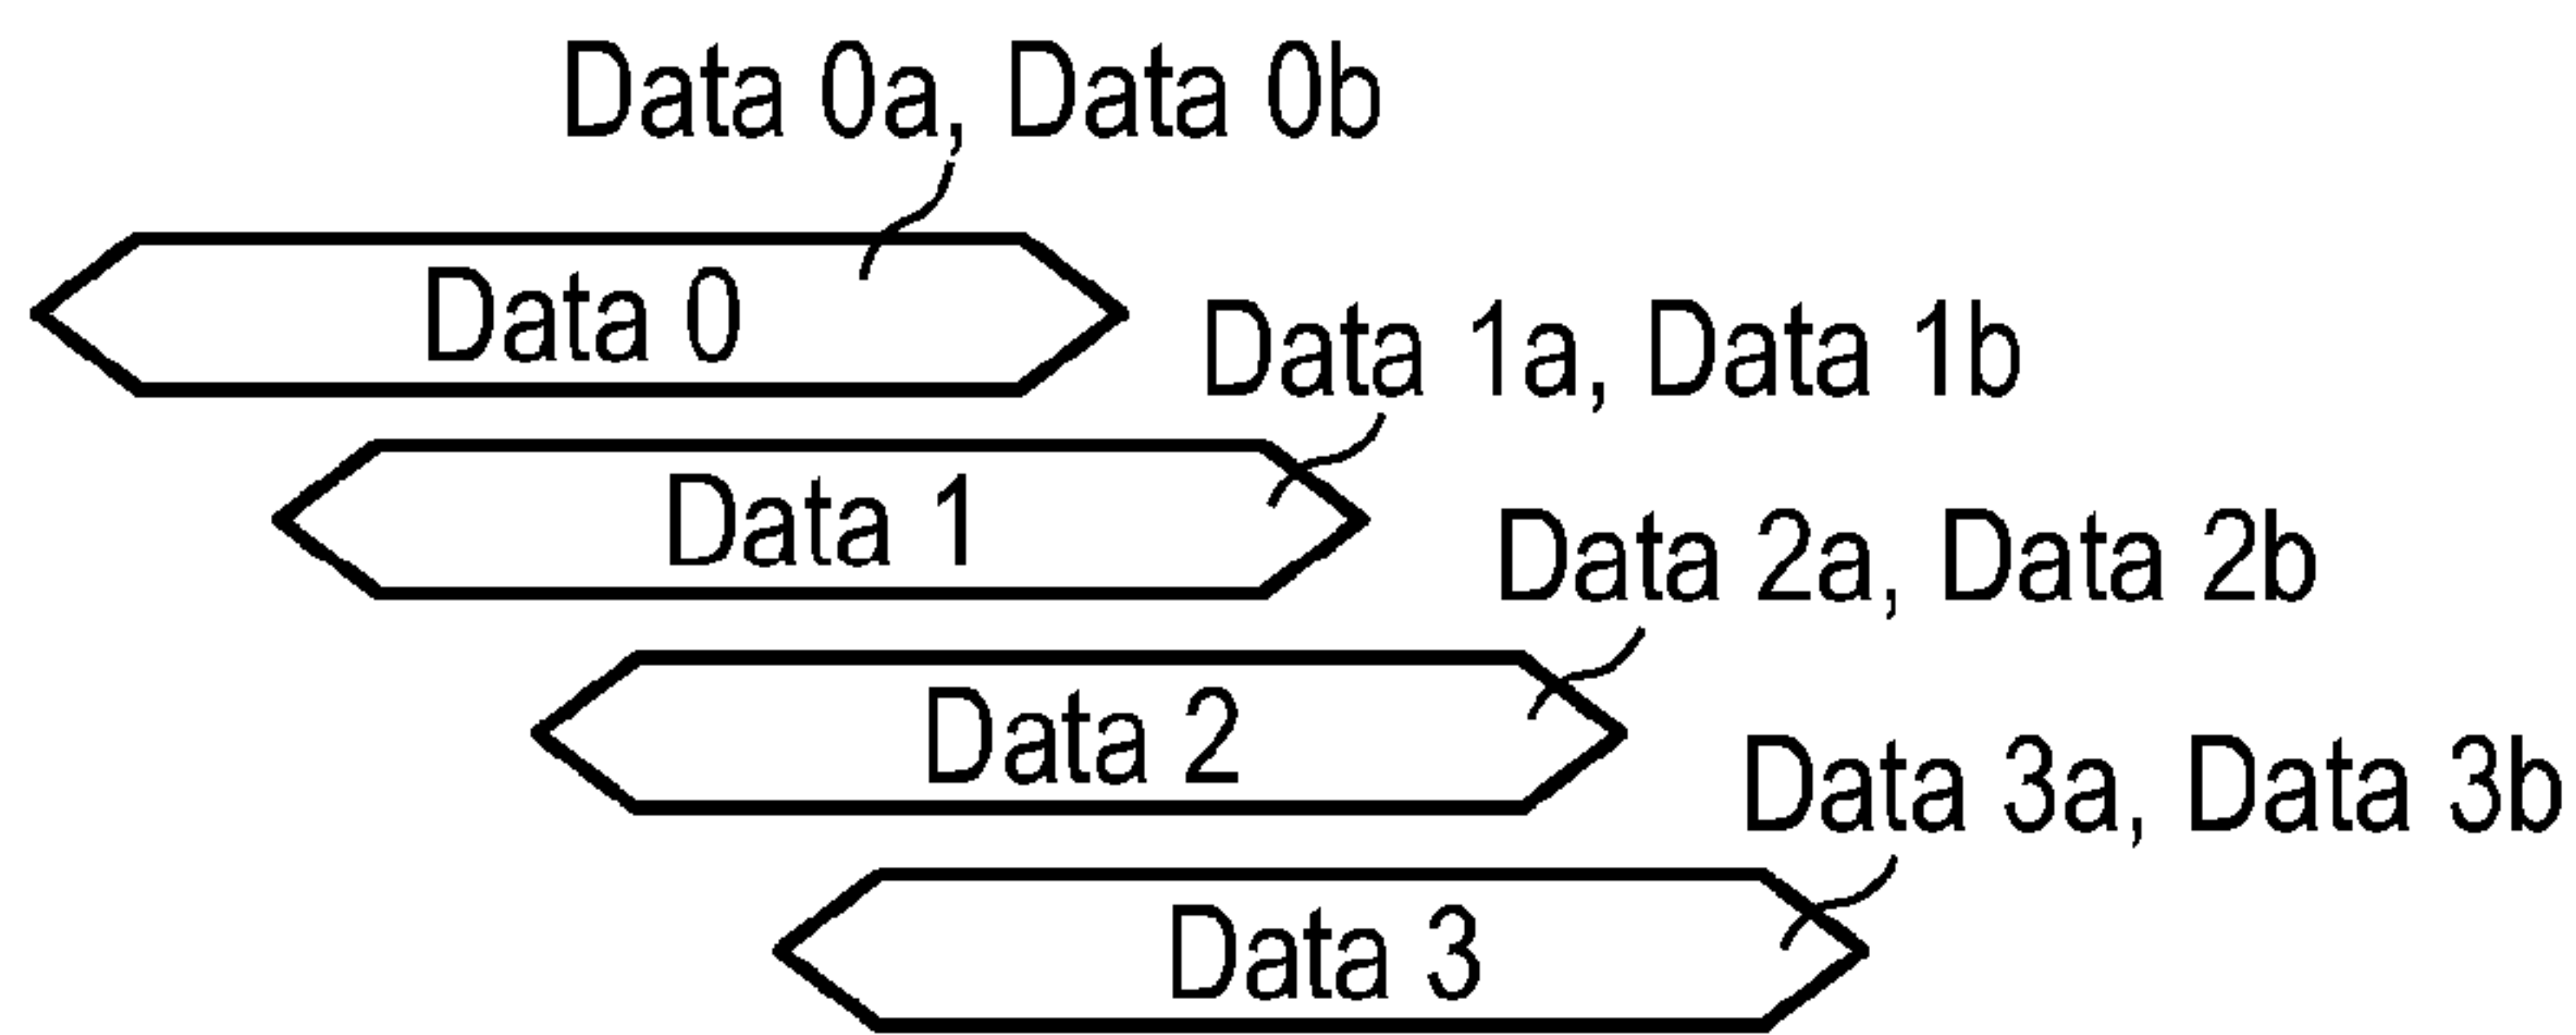 Data 0a, Data 0b
Data 0
Data 1a, Data 1b
Data 1
Data 2a, Data 2b
Data 2
Data 3a, Data 3b
Data 3